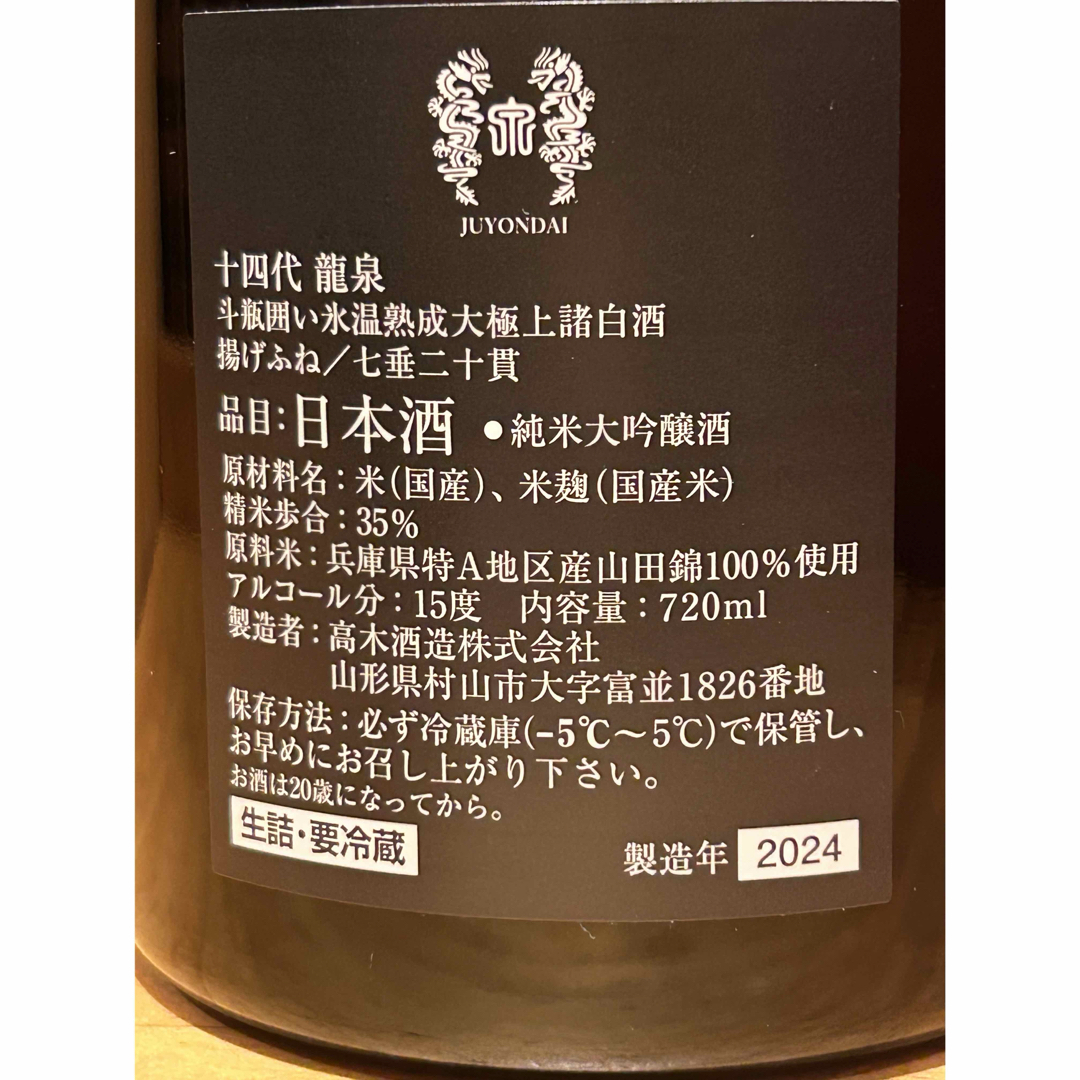 泉
JUYONDAI
十四代 龍泉
斗瓶囲い氷温熟成大極上諸白酒
揚げふね/七垂二十貫
品目:日本酒 ●純米大吟醸酒
原材料名:米(国産)、米麹(国産米)
精米歩合:35%
原料米:兵庫県特A地区産山田錦100%使用
アルコール分:15度 内容量:720ml
製造者:高木酒造株式会社
山形県村山市大字富並1826番地
保存方法:必ず冷蔵庫(-5℃〜5℃)で保管し、
お早めにお召し上がり下さい。
お酒は20歳になってから。
生詰・要冷蔵
製造年 2024